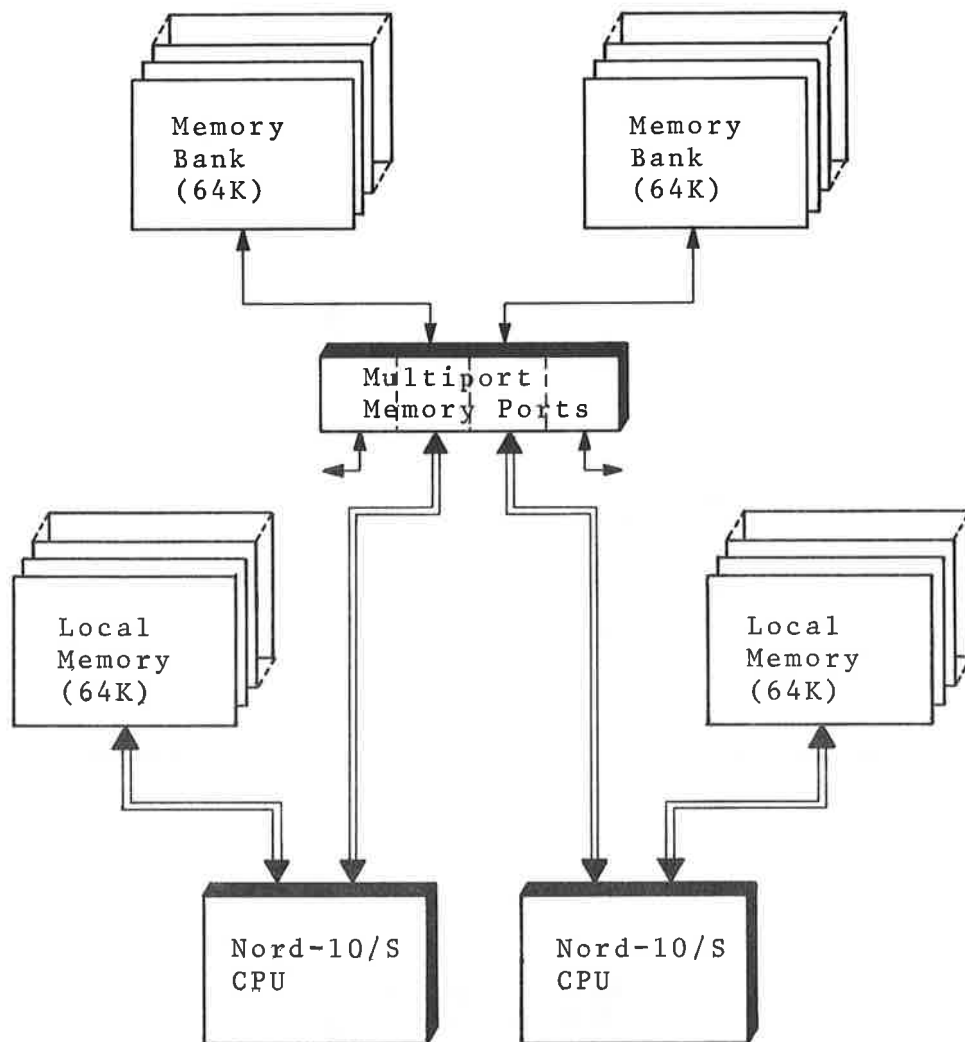 Memory
Bank
(64K)
Memory
Bank
(64K)
Multiport
Memory Ports
Local
Memory
(64K)
Local
Memory
(64K)
Nord-10/S
CPU
Nord-10/S
CPU